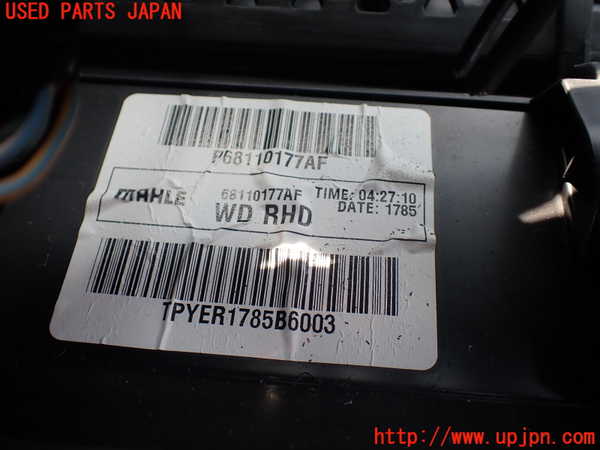 USED PARTS JAPAN
P68110177AF
MAHLE
68110177AF TIME: 04:27:10
WD RHD DATE: 1785
TPYER1785B6003
http://www.upjpn.com/